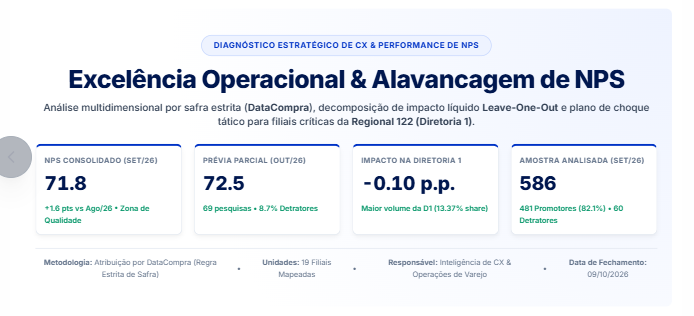 DIAGNÓSTICO ESTRATÉGICO DE CX & PERFORMANCE DE NPS
Excelência Operacional & Alavancagem de NPS
Análise multidimensional por safra estrita (DataCompra), decomposição de impacto líquido Leave-One-Out e plano de choque
tático para filiais críticas da Regional 122 (Diretoria 1).
NPS CONSOLIDADO (SET/26)
71.8
+1.6 pts vs Ago/26 • Zona de
Qualidade
PRÉVIA PARCIAL (OUT/26)
72.5
69 pesquisas • 8.7% Detratores
IMPACTO NA DIRETORIA 1
-0.10 p.p.
Maior volume da D1 (13.37% share)
AMOSTRA ANALISADA (SET/26)
586
481 Promotores (82.1%) • 60
Detratores
Metodologia: Atribuição por DataCompra (Regra
Estrita de Safra)
•
Unidades: 19 Filiais
Mapeadas
•
Responsável: Inteligência de CX &
Operações de Varejo
•
Data de Fechamento:
09/10/2026